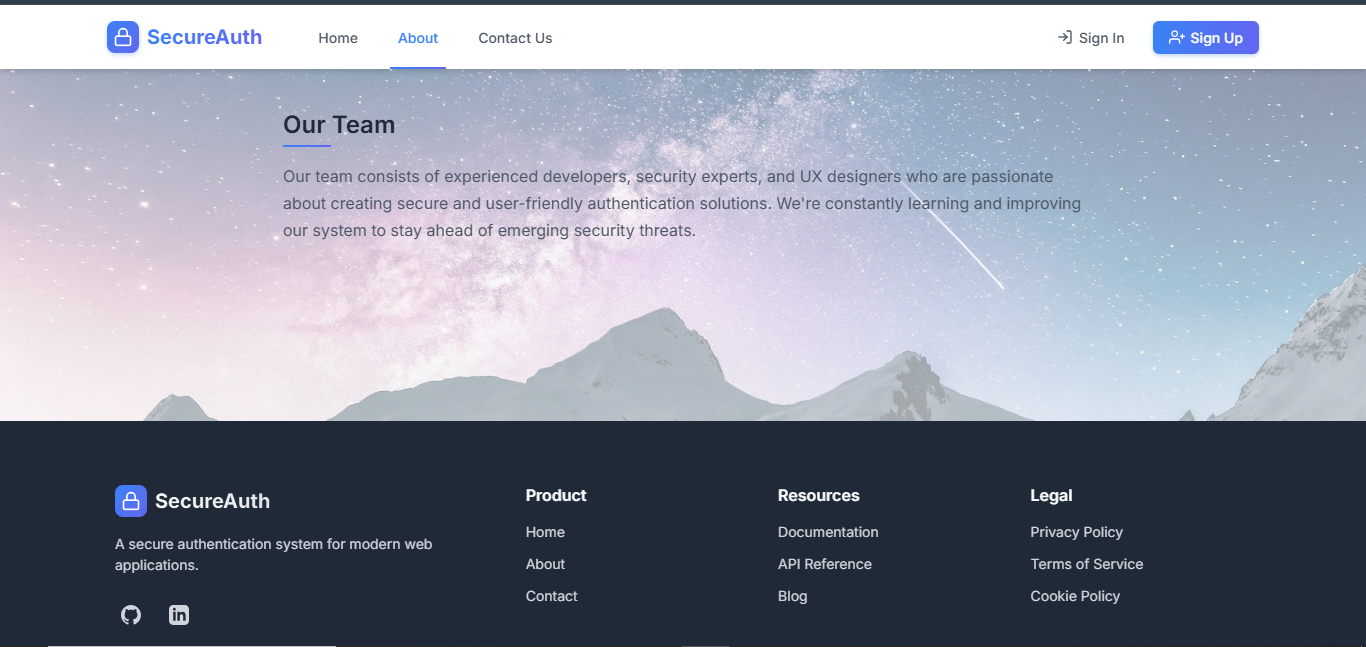 SecureAuth
Home
About
Contact Us
Sign In
Sign Up
Our Team
Our team consists of experienced developers, security experts, and UX designers who are passionate
about creating secure and user-friendly authentication solutions. We're constantly learning and improving
our system to stay ahead of emerging security threats.
SecureAuth
A secure authentication system for modern web
applications.
Product
Home
About
Contact
Resources
Documentation
API Reference
Blog
Legal
Privacy Policy
Terms of Service
Cookie Policy